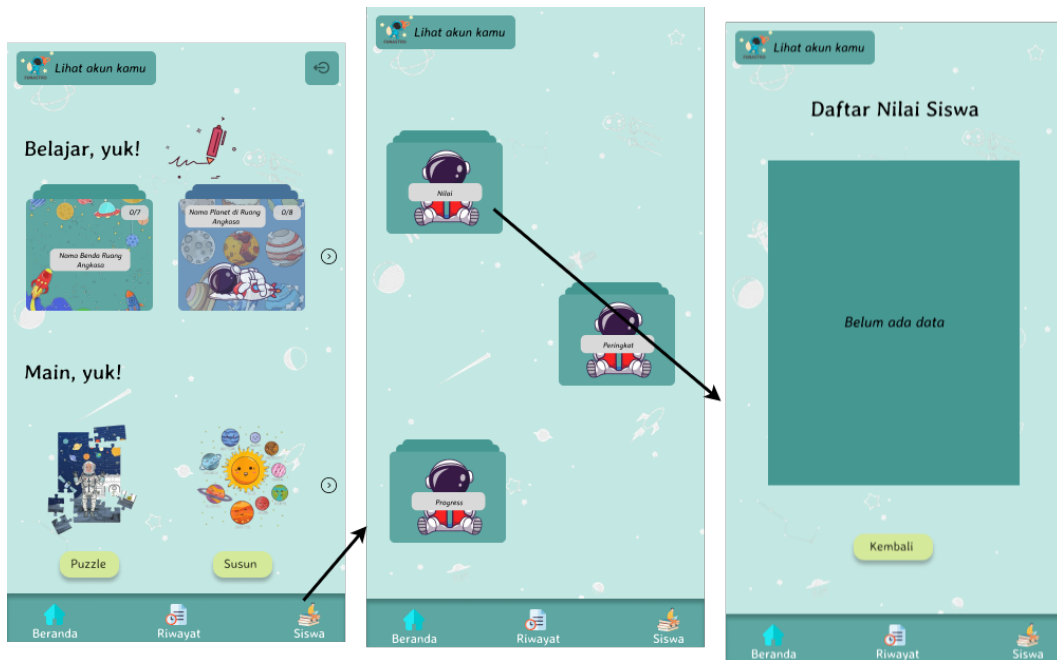 Lihat akun kamu
Belajar, yuk!
0/7
Nama Benda Ruang
Angkasa
Nama Planet di Ruang
Angkasa
0/8
Main, yuk!
Puzzle
Susun
Beranda
Riwayat
Siswa
Lihat akun kamu
Nilai
Peringkat
Progress
Beranda
Riwayat
Siswa
Lihat akun kamu
Daftar Nilai Siswa
Belum ada data
Kembali
Beranda
Riwayat
Siswa